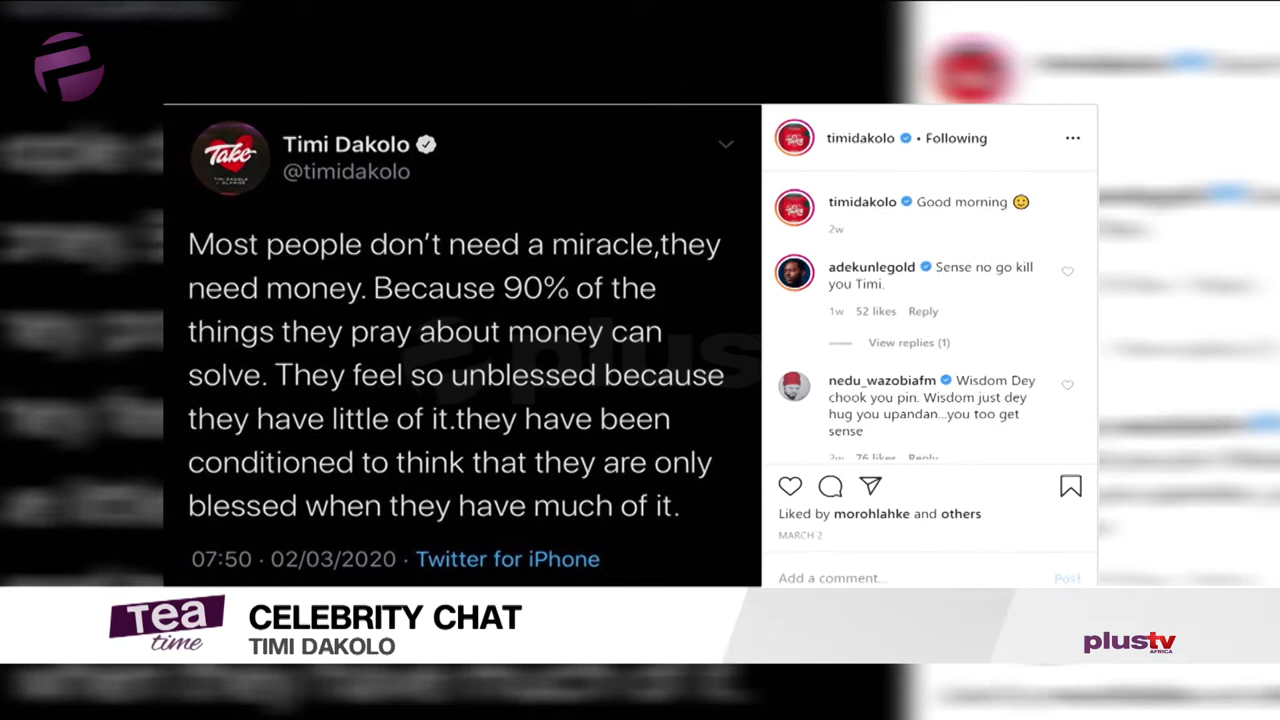 Take
TIMI DAKOLO
Timi Dakolo
@timidakolo
Most people don’t need a miracle,they
need money. Because 90% of the
things they pray about money can
solve. They feel so unblessed because
they have little of it.they have been
conditioned to think that they are only
blessed when they have much of it.
07:50 · 02/03/2020 · Twitter for iPhone
plus
timidakolo • Following
timidakolo Good morning 🙂
2w
adekunlegold Sense no go kill
you Timi.
1w 52 likes Reply
View replies (1)
nedu_wazobiafm Wisdom Dey
chook you pin. Wisdom just dey
hug you upandan...you too get
sense
2w 76 likes Reply
Liked by morohlahke and others
MARCH 2
Add a comment... Post
Tea
time
CELEBRITY CHAT
TIMI DAKOLO
plustv
AFRICA